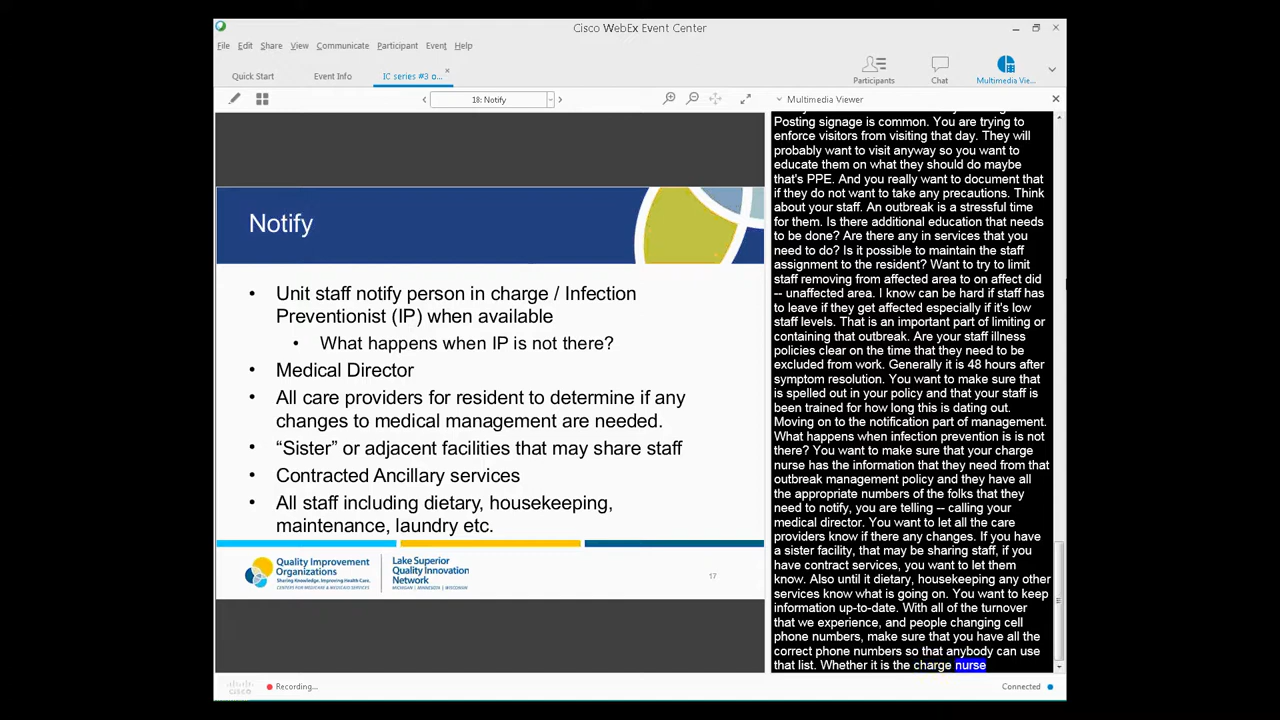 Cisco WebEx Event Center
File Edit Share View Communicate Participant Event Help
Quick Start Event Info IC series #3 o... Participants Chat Multimedia Vie...
18: Notify
Multimedia Viewer
Notify
• Unit staff notify person in charge / Infection
Preventionist (IP) when available
• What happens when IP is not there?
• Medical Director
• All care providers for resident to determine if any
changes to medical management are needed.
• “Sister” or adjacent facilities that may share staff
• Contracted Ancillary services
• All staff including dietary, housekeeping,
maintenance, laundry etc.
Quality Improvement
Organizations
Sharing Knowledge. Improving Health Care.
CENTERS FOR MEDICARE & MEDICAID SERVICES
Lake Superior
Quality Innovation
Network
MICHIGAN | MINNESOTA | WISCONSIN
17
Posting signage is common. You are trying to
enforce visitors from visiting that day. They will
probably want to visit anyway so you want to
educate them on what they should do maybe
that's PPE. And you really want to document that
if they do not want to take any precautions. Think
about your staff. An outbreak is a stressful time
for them. Is there additional education that needs
to be done? Are there any in services that you
need to do? Is it possible to maintain the staff
assignment to the resident? Want to try to limit
staff removing from affected area to on affect did
-- unaffected area. I know can be hard if staff has
to leave if they get affected especially if it's low
staff levels. That is an important part of limiting or
containing that outbreak. Are your staff illness
policies clear on the time that they need to be
excluded from work. Generally it is 48 hours after
symptom resolution. You want to make sure that
is spelled out in your policy and that your staff is
been trained for how long this is dating out.
Moving on to the notification part of management.
What happens when infection prevention is is not
there? You want to make sure that your charge
nurse has the information that they need from that
outbreak management policy and they have all
the appropriate numbers of the folks that they
need to notify, you are telling -- calling your
medical director. You want to let all the care
providers know if there any changes. If you have
a sister facility, that may be sharing staff, if you
have contract services, you want to let them
know. Also still it dietary, housekeeping any other
services know what is going on. You want to keep
information up-to-date. With all of the turnover
that we experience, and people changing cell
phone numbers, make sure that you have all the
correct phone numbers so that anybody can use
that list. Whether it is the charge nurse
cisco Recording... Connected